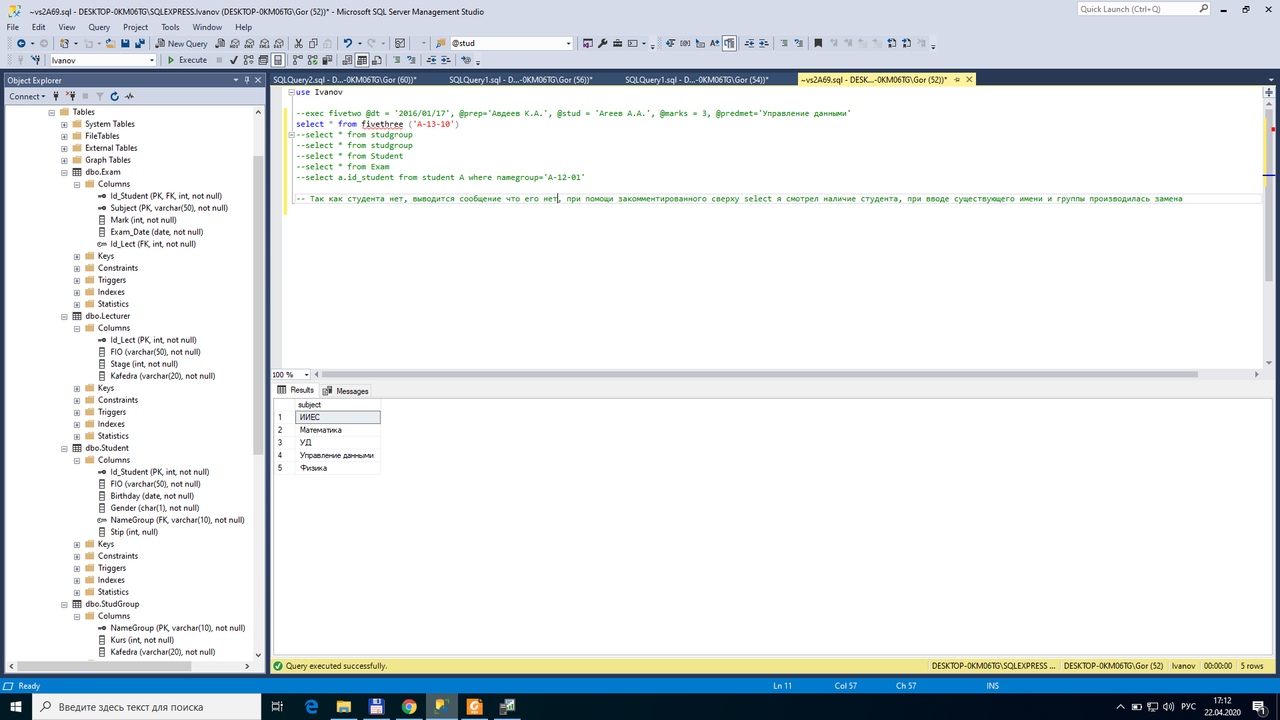 ~vs2A69.sql - DESKTOP-0KM06TG\SQLEXPRESS.Ivanov (DESKTOP-0KM06TG\Gor (52))* - Microsoft SQL Server Management Studio
Quick Launch (Ctrl+Q)
File Edit View Query Project Tools Window Help
New Query
@stud
Ivanov
Execute
Object Explorer
SQLQuery2.sql - D...-0KM06TG\Gor (60))*
SQLQuery1.sql - D...-0KM06TG\Gor (56))*
SQLQuery1.sql - D...-0KM06TG\Gor (54))*
~vs2A69.sql - DESK...-0KM06TG\Gor (52))*
Connect
Tables
System Tables
FileTables
External Tables
Graph Tables
dbo.Exam
Columns
Id_Student (PK, FK, int, not null)
Subject (PK, varchar(50), not null)
Mark (int, not null)
Exam_Date (date, not null)
Id_Lect (FK, int, not null)
Keys
Constraints
Triggers
Indexes
Statistics
dbo.Lecturer
Columns
Id_Lect (PK, int, not null)
FIO (varchar(50), not null)
Stage (int, not null)
Kafedra (varchar(20), not null)
Keys
Constraints
Triggers
Indexes
Statistics
dbo.Student
Columns
Id_Student (PK, int, not null)
FIO (varchar(50), not null)
Birthday (date, not null)
Gender (char(1), not null)
NameGroup (FK, varchar(10), not null)
Stip (int, null)
Keys
Constraints
Triggers
Indexes
Statistics
dbo.StudGroup
Columns
NameGroup (PK, varchar(10), not null)
Kurs (int, not null)
Kafedra (varchar(20), not null)
use Ivanov
--exec fivetwo @dt = '2016/01/17', @prep='Авдеев К.А.', @stud = 'Агеев А.А.', @marks = 3, @predmet='Управление данными'
select * from fivethree ('А-13-10')
--select * from studgroup
--select * from studgroup
--select * from Student
--select * from Exam
--select a.id_student from student A where namegroup='А-12-01'
-- Так как студента нет, выводится сообщение что его нет, при помощи закомментированного сверху select я смотрел наличие студента, при вводе существующего имени и группы производилась замена
100 %
Results Messages
subject
1 ИИЕС
2 Математика
3 УД
4 Управление данными
5 Физика
Query executed successfully.
DESKTOP-0KM06TG\SQLEXPRESS ... DESKTOP-0KM06TG\Gor (52) Ivanov 00:00:00 5 rows
Ready
Ln 11 Col 57 Ch 57 INS
Введите здесь текст для поиска
РУС
17:12
22.04.2020
1